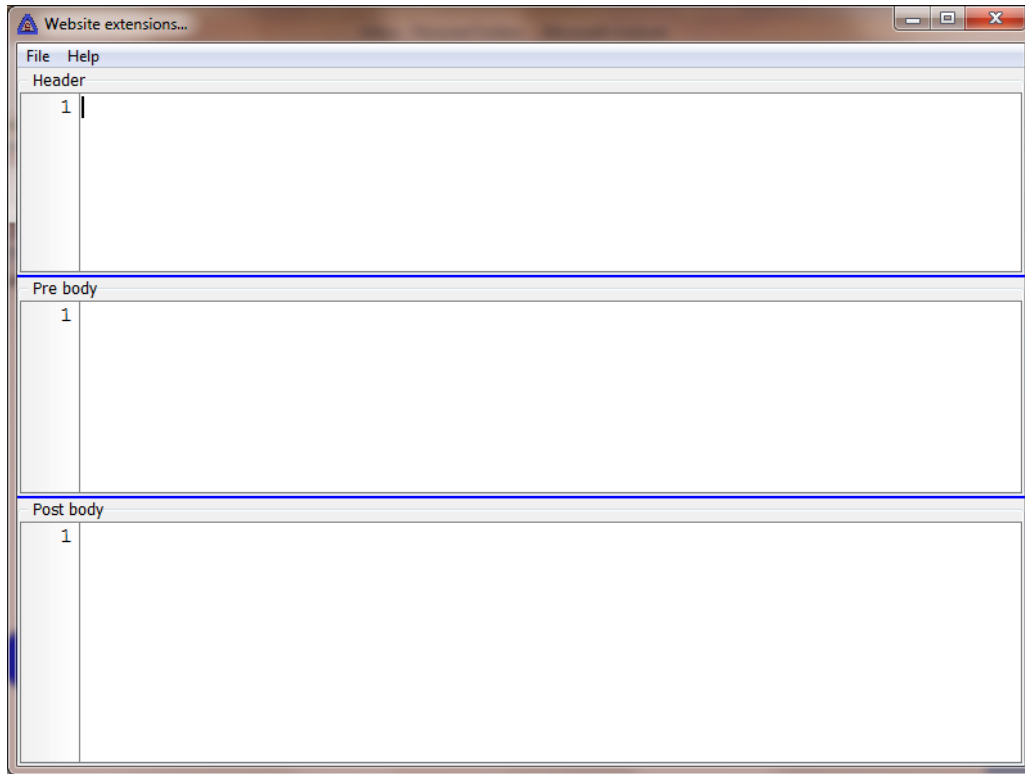 Website extensions...
File Help
Header
1
Pre body
1
Post body
1